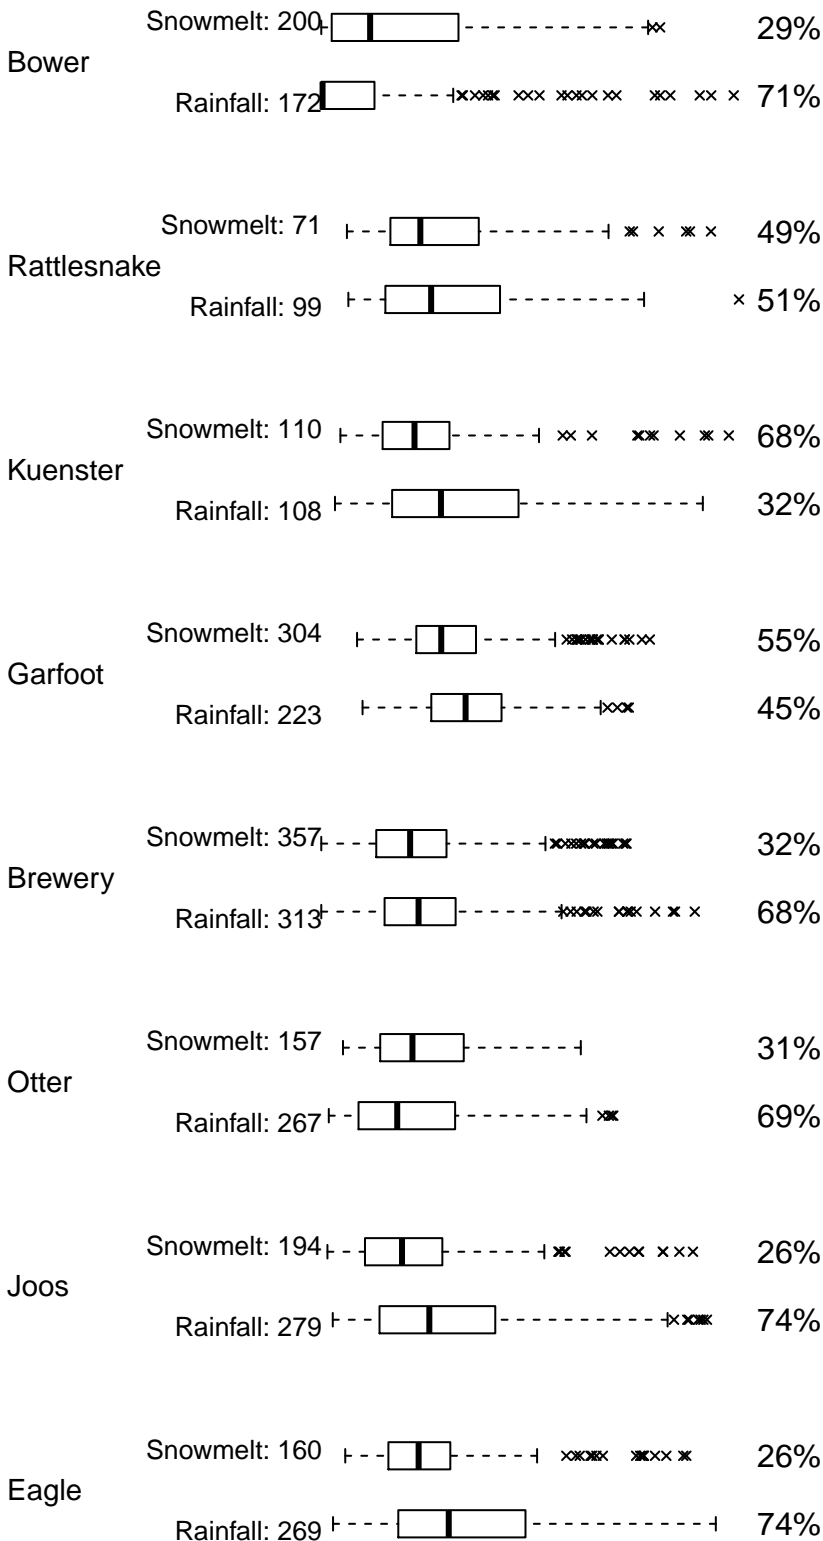 Snowmelt: 200 29%
Bower
Rainfall: 172 71%
Snowmelt: 71 49%
Rattlesnake
Rainfall: 99 51%
Snowmelt: 110 68%
Kuenster
Rainfall: 108 32%
Snowmelt: 304 55%
Garfoot
Rainfall: 223 45%
Snowmelt: 357 32%
Brewery
Rainfall: 313 68%
Snowmelt: 157 31%
Otter
Rainfall: 267 69%
Snowmelt: 194 26%
Joos
Rainfall: 279 74%
Snowmelt: 160 26%
Eagle
Rainfall: 269 74%